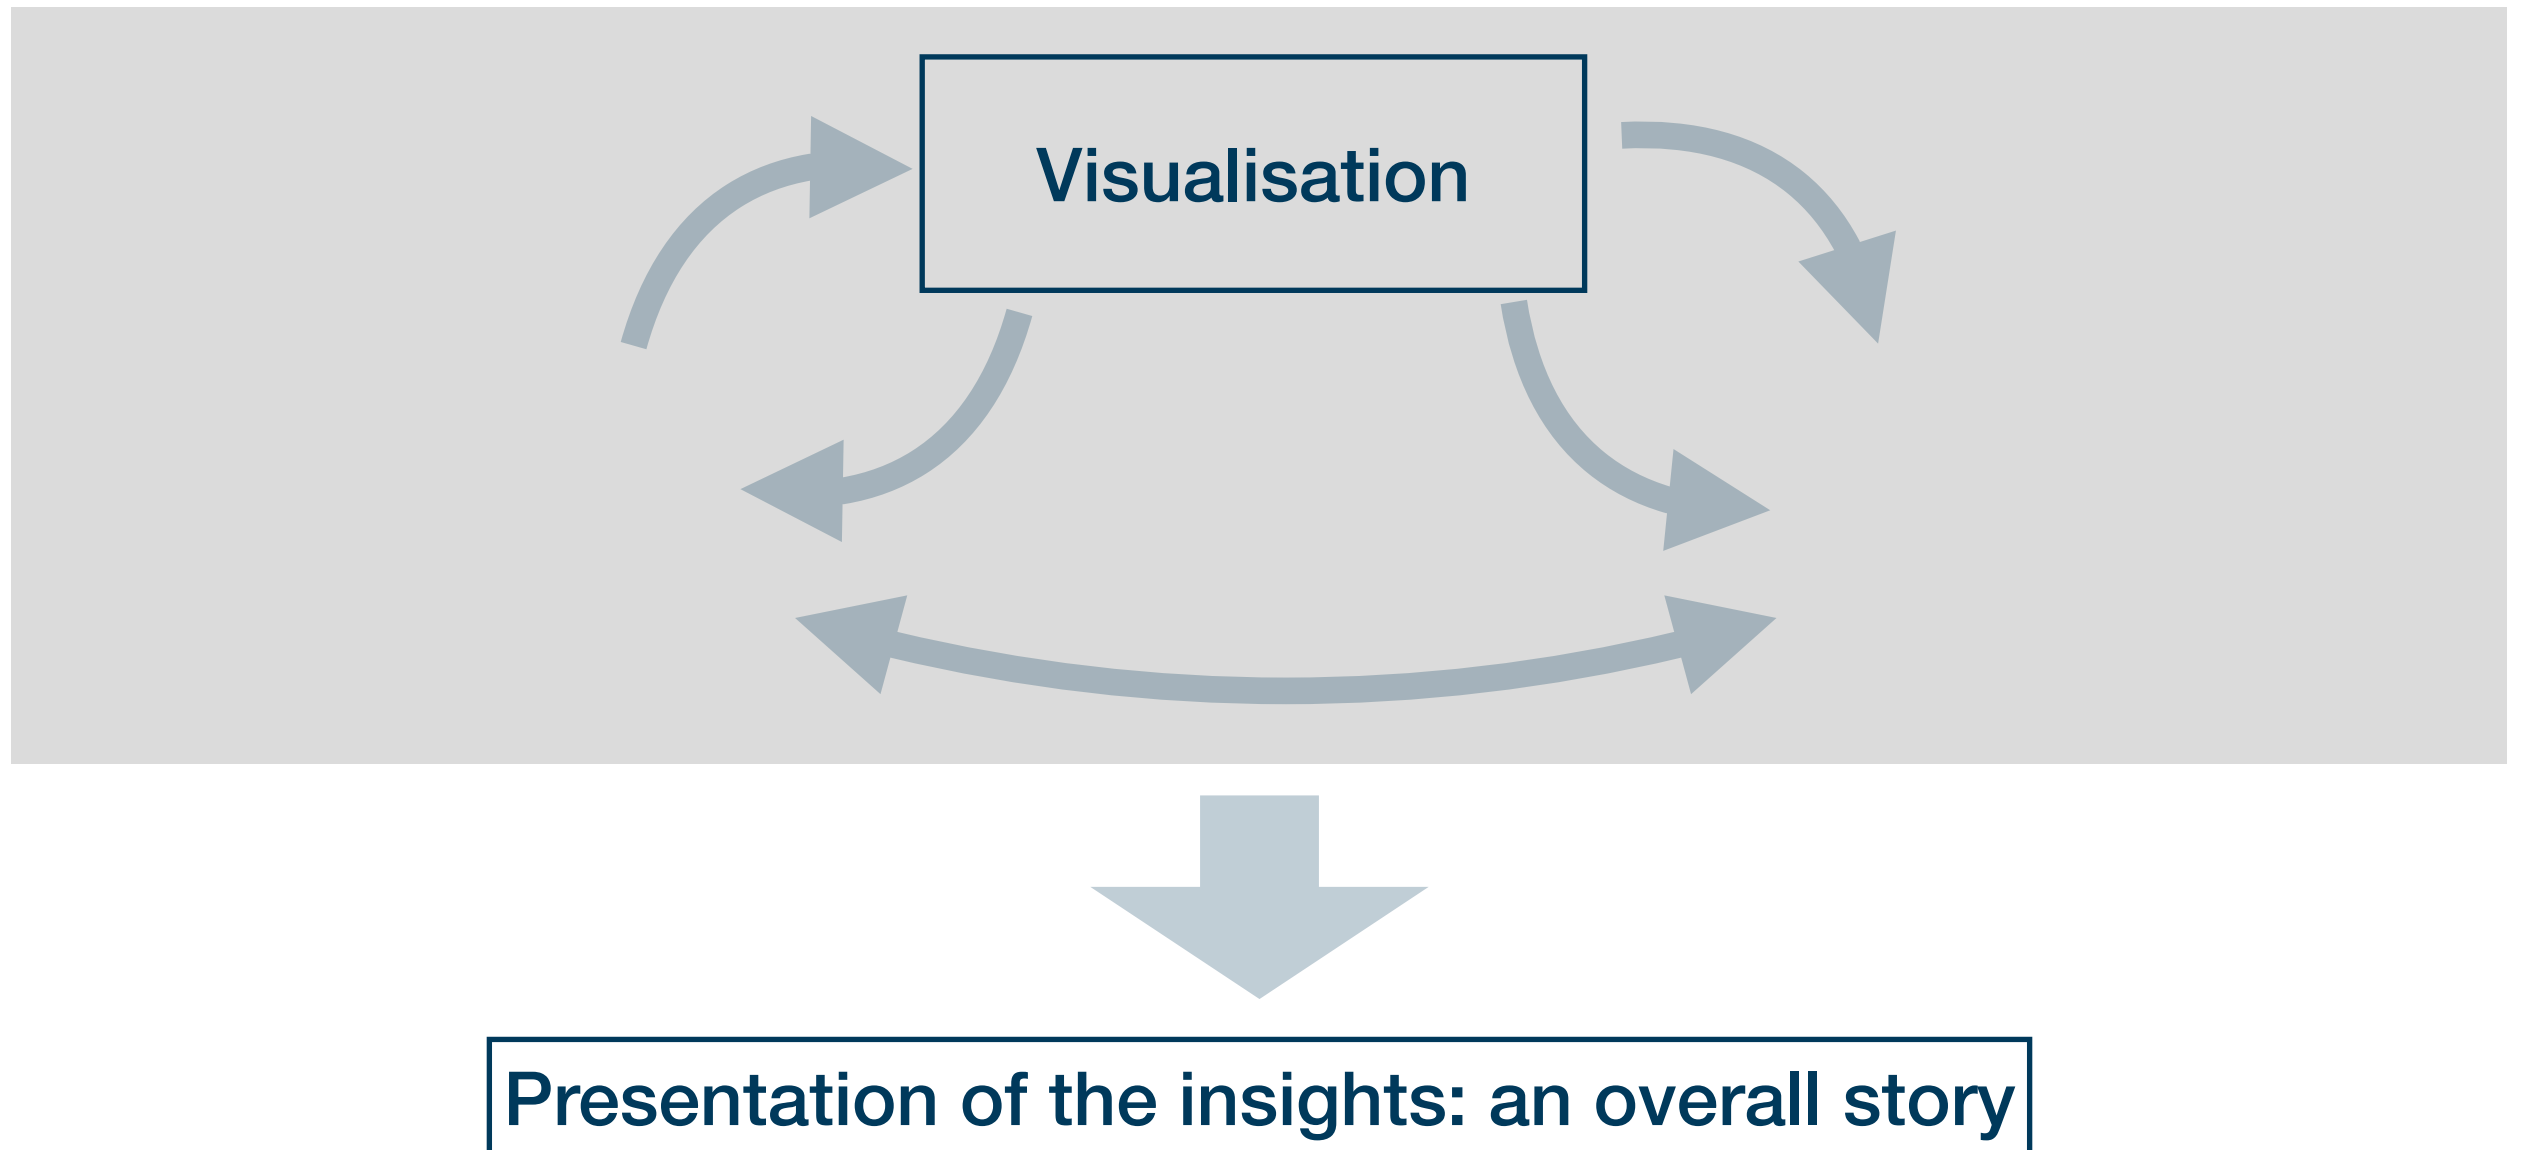 Visualisation
Presentation of the insights: an overall story